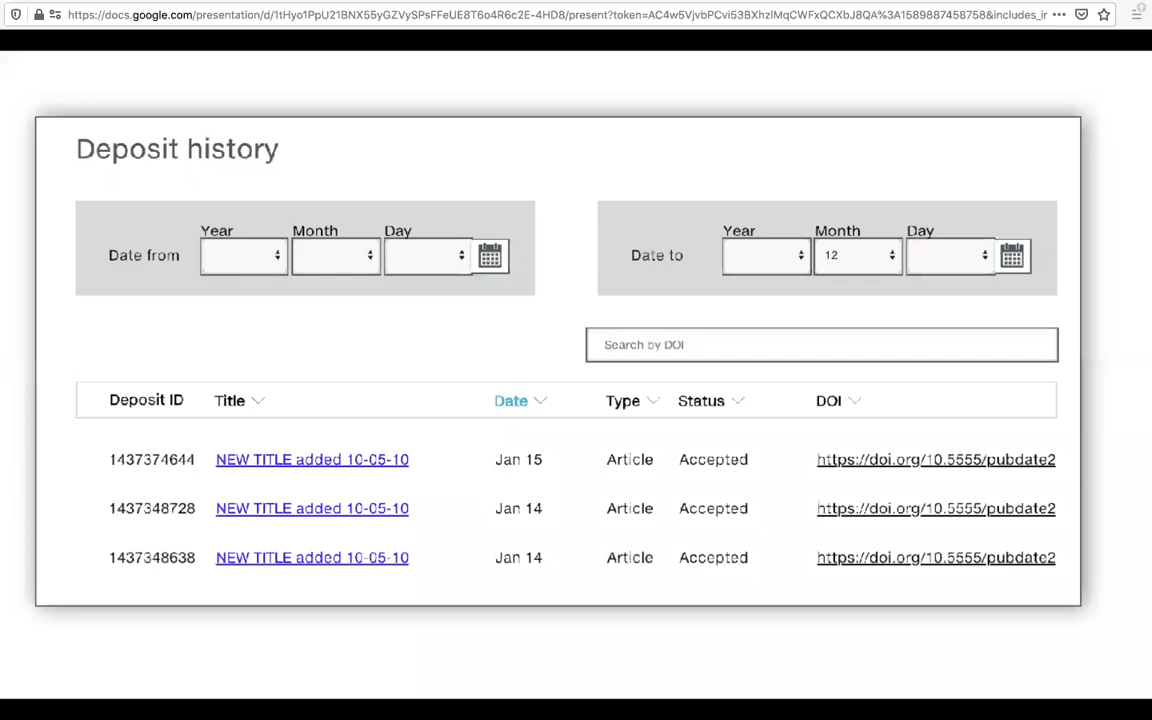 https://docs.google.com/presentation/d/1tHyo1PpU21BNX55yGZVySPsFFeUE8T6o4R6c2E-4HD8/present?token=AC4w5VjvbPCvi53BXhzlMqCWFxQCXbJ8QA%3A1589887458758&includes_ir
Deposit history
Year Month Day
Date from
Year Month Day
Date to 12
Search by DOI
Deposit ID Title Date Type Status DOI
1437374644 NEW TITLE added 10-05-10 Jan 15 Article Accepted https://doi.org/10.5555/pubdate2
1437348728 NEW TITLE added 10-05-10 Jan 14 Article Accepted https://doi.org/10.5555/pubdate2
1437348638 NEW TITLE added 10-05-10 Jan 14 Article Accepted https://doi.org/10.5555/pubdate2